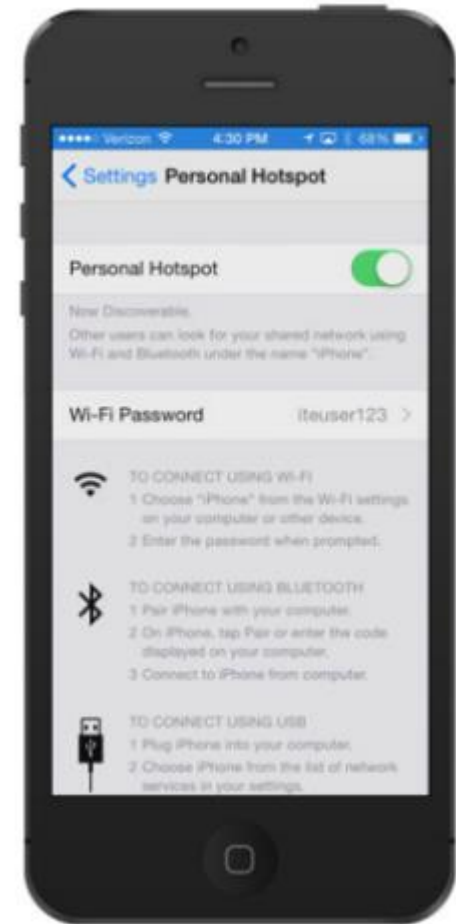 Verizon 4:30 PM 68%
Settings Personal Hotspot
Personal Hotspot
Now Discoverable.
Other users can look for your shared network using
Wi-Fi and Bluetooth under the name "iPhone".
Wi-Fi Password iteuser123
TO CONNECT USING WI-FI
1 Choose "iPhone" from the Wi-Fi settings
on your computer or other device.
2 Enter the password when prompted.
TO CONNECT USING BLUETOOTH
1 Pair iPhone with your computer.
2 On iPhone, tap Pair or enter the code
displayed on your computer.
3 Connect to iPhone from computer.
TO CONNECT USING USB
1 Plug iPhone into your computer.
2 Choose iPhone from the list of network
services in your settings.